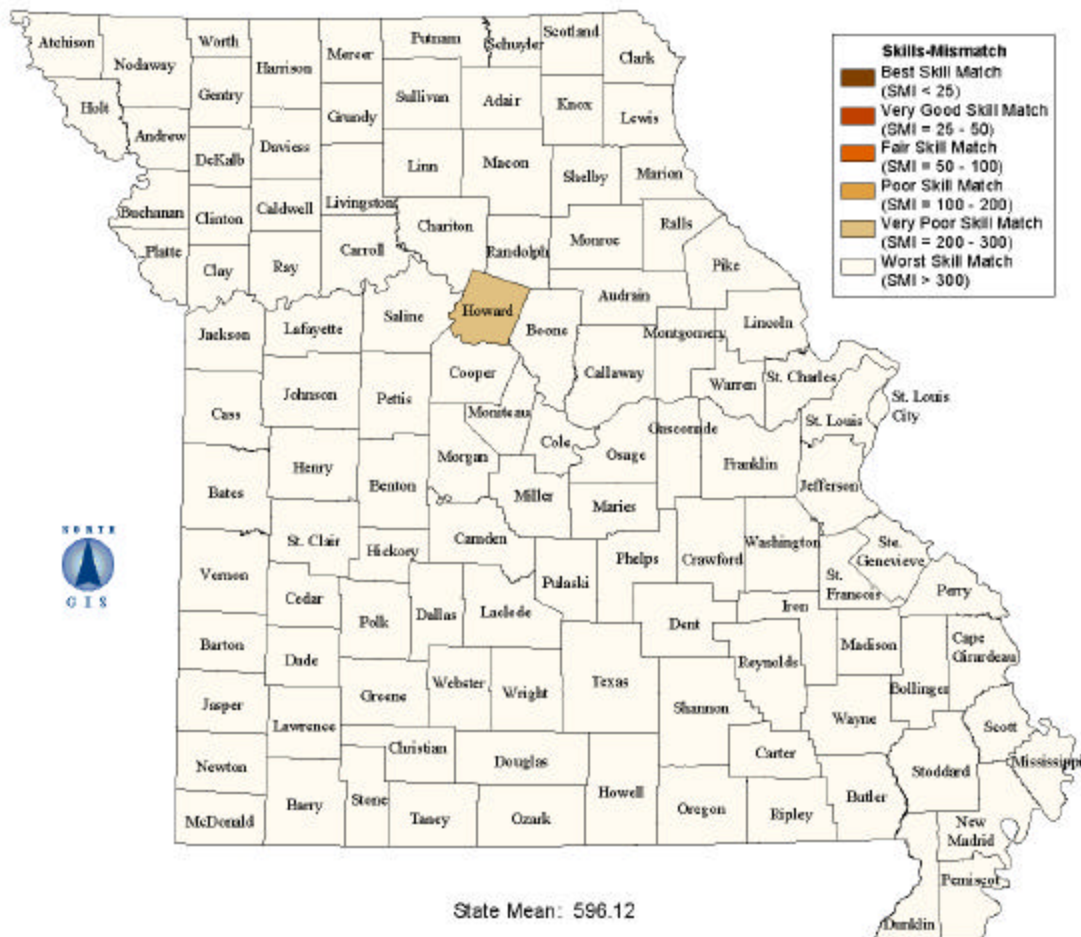 Atchison
Nodaway
Worth
Harrison
Mercer
Putnam
Schuyler
Scotland
Clark
Holt
Gentry
Sullivan
Adair
Knox
Lewis
Andrew
DeKalb
Daviess
Grundy
Linn
Macon
Shelby
Marion
Buchanan
Clinton
Caldwell
Livingston
Chariton
Randolph
Monroe
Ralls
Platte
Clay
Ray
Carroll
Pike
Skills-Mismatch
Best Skill Match
(SMI < 25)
Very Good Skill Match
(SMI = 25 - 50)
Fair Skill Match
(SMI = 50 - 100)
Poor Skill Match
(SMI = 100 - 200)
Very Poor Skill Match
(SMI = 200 - 300)
Worst Skill Match
(SMI > 300)
Jackson
Lafayette
Saline
Howard
Boone
Audrain
Montgomery
Lincoln
Cass
Johnson
Pettis
Cooper
Moniteau
Callaway
Warren
St. Charles
St. Louis
City
St. Louis
Bates
Henry
Benton
Morgan
Cole
Miller
Osage
Gasconade
Franklin
Jefferson
Maries
NORTH
GIS
Vernon
St. Clair
Hickory
Camden
Pulaski
Phelps
Crawford
Washington
Ste.
Genevieve
St.
Francois
Perry
Cedar
Polk
Dallas
Laclede
Dent
Iron
Madison
Cape
Girardeau
Barton
Dade
Greene
Webster
Wright
Texas
Reynolds
Bollinger
Jasper
Lawrence
Christian
Douglas
Shannon
Carter
Wayne
Scott
Mississippi
Stoddard
Newton
Barry
Stone
Taney
Ozark
Howell
Oregon
Ripley
Butler
McDonald
New
Madrid
Pemiscot
Dunklin
State Mean: 596.12